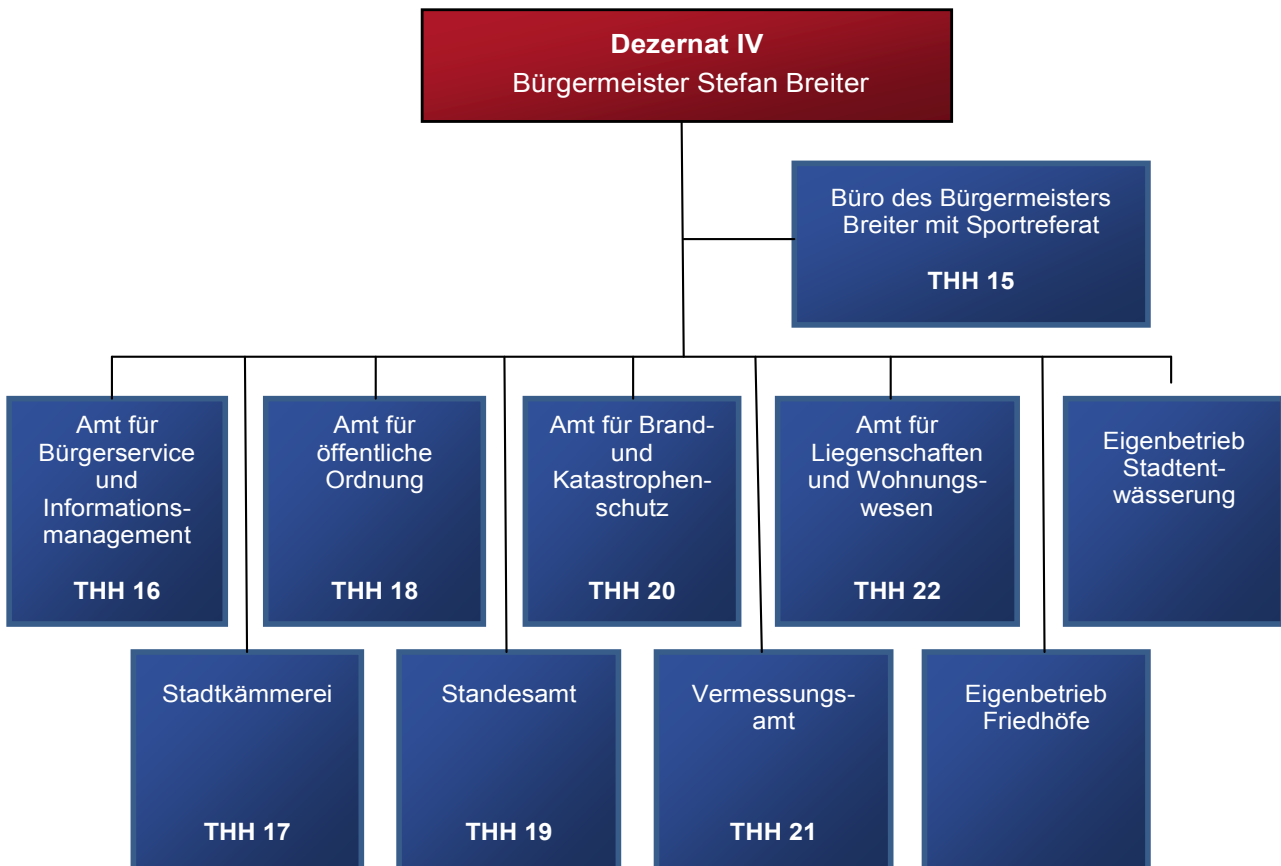 Dezernat IV
Bürgermeister Stefan Breiter
Büro des Bürgermeisters
Breiter mit Sportreferat
THH 15
Amt für
Bürgerservice
und
Informations-
management
THH 16
Amt für
öffentliche
Ordnung
THH 18
Amt für Brand-
und
Katastrophen-
schutz
THH 20
Amt für
Liegenschaften
und Wohnungs-
wesen
THH 22
Eigenbetrieb
Stadtent-
wässerung
Stadtkämmerei
THH 17
Standesamt
THH 19
Vermessungs-
amt
THH 21
Eigenbetrieb
Friedhöfe